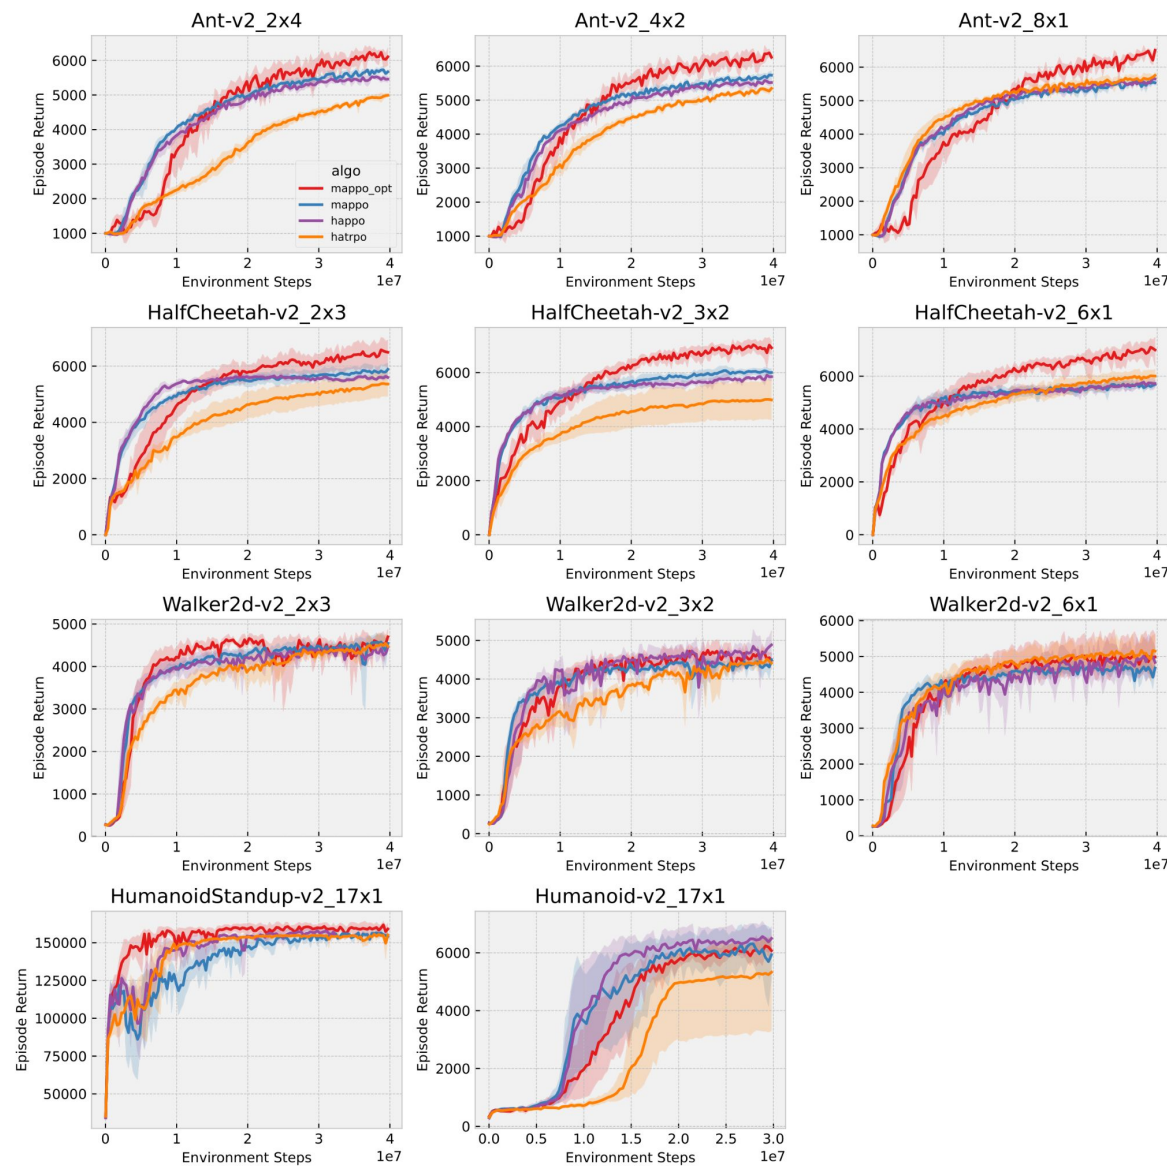 Ant-v2_2x4
Episode Return
6000
5000
4000
3000
2000
1000
algo
mappo_opt
mappo
happo
hatrpo
0 1 2 3 4
Environment Steps 1e7
Ant-v2_4x2
Episode Return
6000
5000
4000
3000
2000
1000
0 1 2 3 4
Environment Steps 1e7
Ant-v2_8x1
Episode Return
6000
5000
4000
3000
2000
1000
0 1 2 3 4
Environment Steps 1e7
HalfCheetah-v2_2x3
Episode Return
6000
4000
2000
0
0 1 2 3 4
Environment Steps 1e7
HalfCheetah-v2_3x2
Episode Return
8000
6000
4000
2000
0
0 1 2 3 4
Environment Steps 1e7
HalfCheetah-v2_6x1
Episode Return
8000
6000
4000
2000
0
0 1 2 3 4
Environment Steps 1e7
Walker2d-v2_2x3
Episode Return
5000
4000
3000
2000
1000
0
0 1 2 3 4
Environment Steps 1e7
Walker2d-v2_3x2
Episode Return
5000
4000
3000
2000
1000
0
0 1 2 3 4
Environment Steps 1e7
Walker2d-v2_6x1
Episode Return
6000
5000
4000
3000
2000
1000
0
0 1 2 3 4
Environment Steps 1e7
HumanoidStandup-v2_17x1
Episode Return
150000
125000
100000
75000
50000
0 1 2 3 4
Environment Steps 1e7
Humanoid-v2_17x1
Episode Return
6000
4000
2000
0
0.0 0.5 1.0 1.5 2.0 2.5 3.0
Environment Steps 1e7